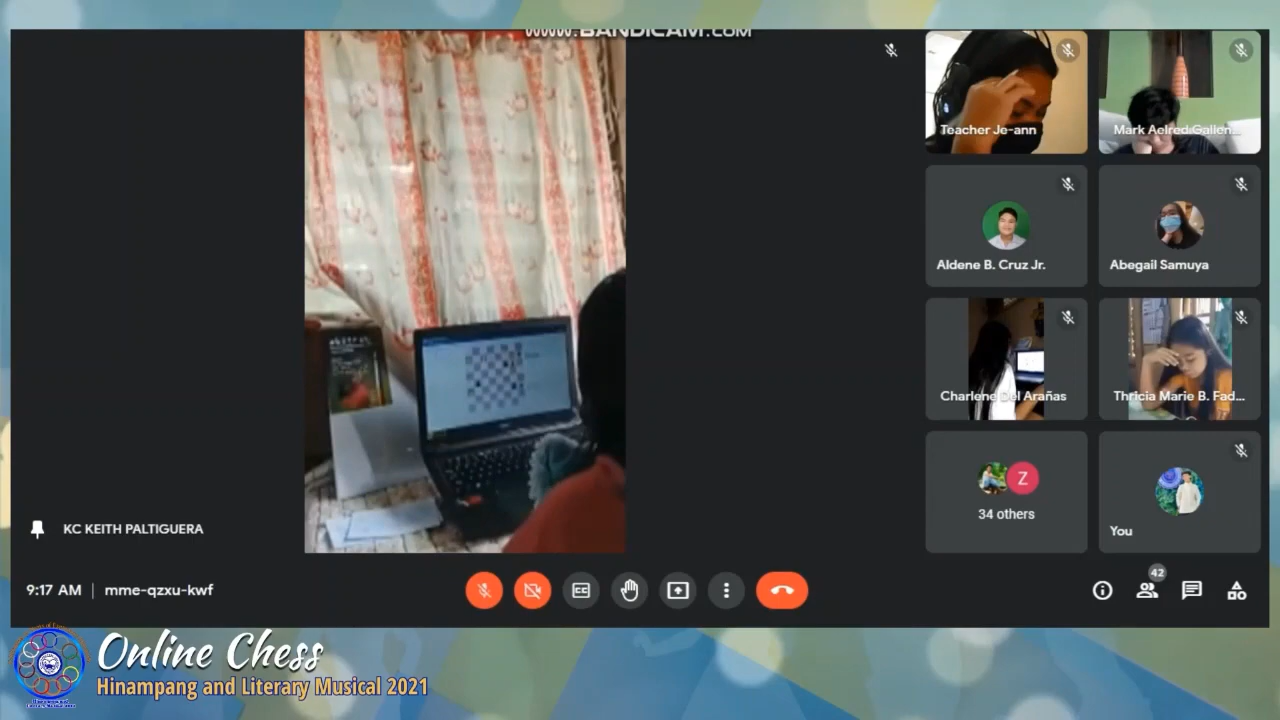 WWW.BANDICAM.COM
Teacher Je-ann
Mark Aelred Gallen...
Aldene B. Cruz Jr.
Abegail Samuya
Charlene Del Arañas
Thricia Marie B. Fad...
Z
34 others
You
KC KEITH PALTIGUERA
9:17 AM | mme-qzxu-kwf
CC
42
Online Chess
Hinampang and Literary Musical 2021